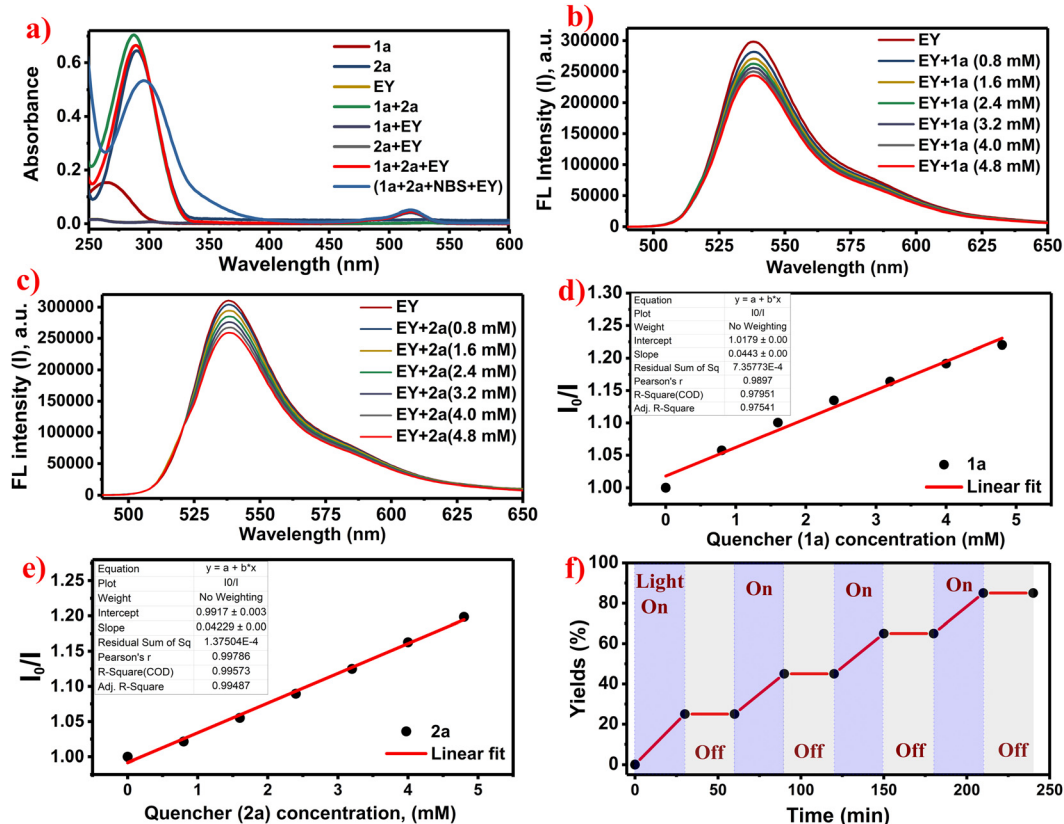 a)
Absorbance
0.6
0.4
0.2
0.0
250 300 350 400 450 500 550 600
Wavelength (nm)
1a
2a
EY
1a+2a
1a+EY
2a+EY
1a+2a+EY
(1a+2a+NBS+EY)
b)
FL Intensity (I), a.u.
300000
250000
200000
150000
100000
50000
0
500 525 550 575 600 625 650
Wavelength (nm)
EY
EY+1a (0.8 mM)
EY+1a (1.6 mM)
EY+1a (2.4 mM)
EY+1a (3.2 mM)
EY+1a (4.0 mM)
EY+1a (4.8 mM)
c)
FL intensity (I), a.u.
300000
250000
200000
150000
100000
50000
0
500 525 550 575 600 625 650
Wavelength (nm)
EY
EY+2a(0.8 mM)
EY+2a(1.6 mM)
EY+2a(2.4 mM)
EY+2a(3.2 mM)
EY+2a(4.0 mM)
EY+2a(4.8 mM)
d)
I0/I
1.30
1.25
1.20
1.15
1.10
1.05
1.00
0 1 2 3 4 5
Quencher (1a) concentration (mM)
Equation y = a + b*x
Plot I0/I
Weight No Weighting
Intercept 1.0179 ± 0.00
Slope 0.0443 ± 0.00
Residual Sum of Sq 7.35773E-4
Pearson's r 0.9897
R-Square(COD) 0.97951
Adj. R-Square 0.97541
1a
Linear fit
e)
I0/I
1.25
1.20
1.15
1.10
1.05
1.00
0 1 2 3 4 5
Quencher (2a) concentration, (mM)
Equation y = a + b*x
Plot I0/I
Weight No Weighting
Intercept 0.9917 ± 0.003
Slope 0.04229 ± 0.00
Residual Sum of Sq 1.37504E-4
Pearson's r 0.99786
R-Square(COD) 0.99573
Adj. R-Square 0.99487
2a
Linear fit
f)
Yields (%)
100
80
60
40
20
0
0 50 100 150 200 250
Time (min)
Light
On
On
On
On
Off
Off
Off
Off